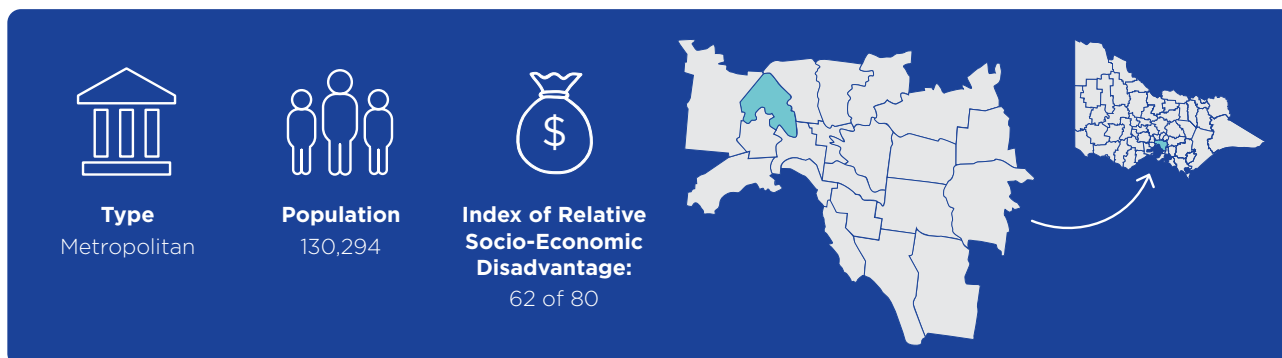 $
Type
Metropolitan
Population
130,294
Index of Relative
Socio-Economic
Disadvantage:
62 of 80